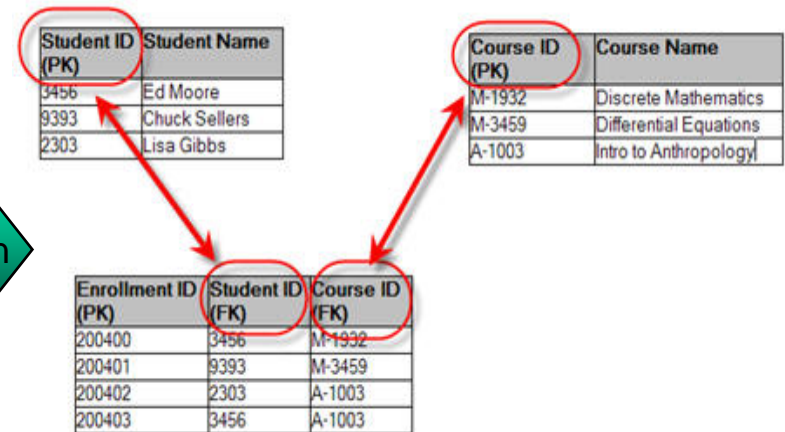 Student ID Student Name
(PK)
3456 Ed Moore
9393 Chuck Sellers
2303 Lisa Gibbs
Course ID Course Name
(PK)
M-1932 Discrete Mathematics
M-3459 Differential Equations
A-1003 Intro to Anthropology
Enrollment ID Student ID Course ID
(PK) (FK) (FK)
200400 3456 M-1932
200401 9393 M-3459
200402 2303 A-1003
200403 3456 A-1003